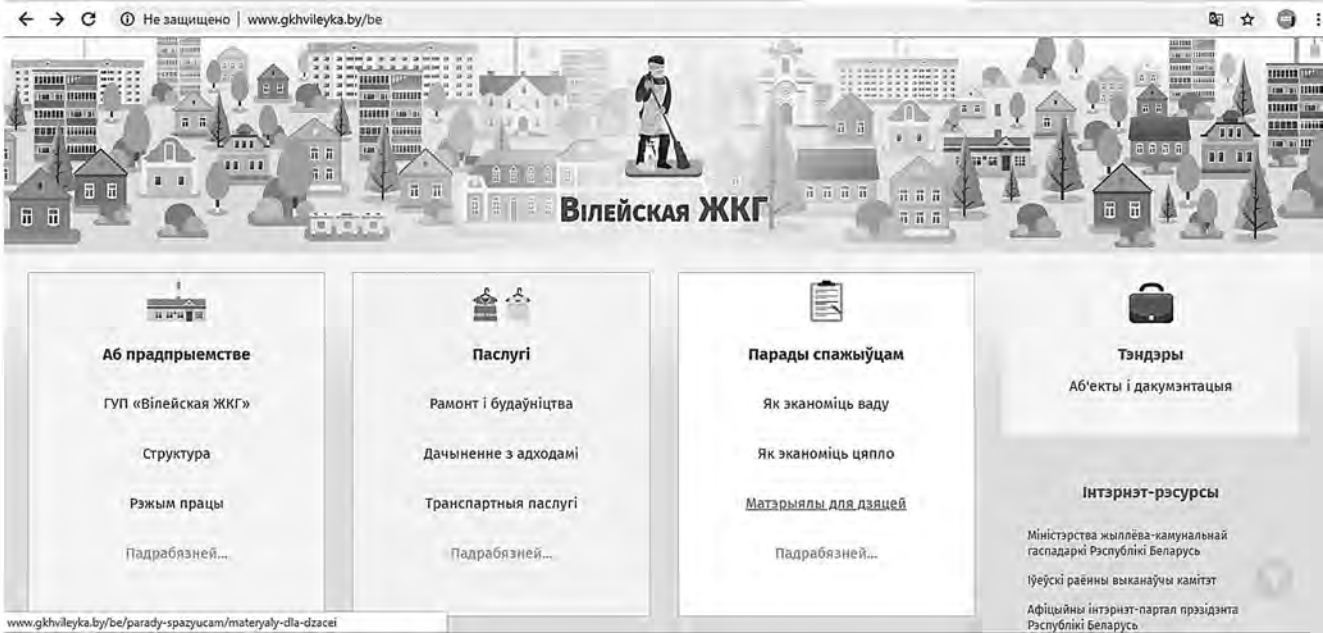 Не защищено | www.gkhvileyka.by/be
Вілейская ЖКГ
Аб прадпрыемстве
ГУП «Вілейская ЖКГ»
Структура
Рэжым працы
Падрабязней...
Паслугі
Рамонт і будаўніцтва
Дачыненне з адходамі
Транспартныя паслугі
Падрабязней...
Парады спажыўцам
Як эканоміць ваду
Як эканоміць цяпло
Матэрыялы для дзяцей
Падрабязней...
Тэндэры
Аб'екты і дакумэнтацыя
Інтэрнэт-рэсурсы
Міністэрства жыллёва-камунальнай
гаспадаркі Рэспублікі Беларусь
Іўеўскі раённы выканаўчы камітэт
Афіцыйны інтэрнэт-партал прэзідэнта
Рэспублікі Беларусь
www.gkhvileyka.by/be/parady-spazyucam/materyaly-dla-dzacei